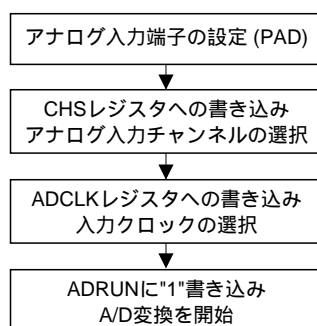 アナログ入力端子の設定 (PAD)
CHSレジスタへの書き込み
アナログ入力チャンネルの選択
ADCLKレジスタへの書き込み
入力クロックの選択
ADRUNに"1"書き込み
A/D変換を開始